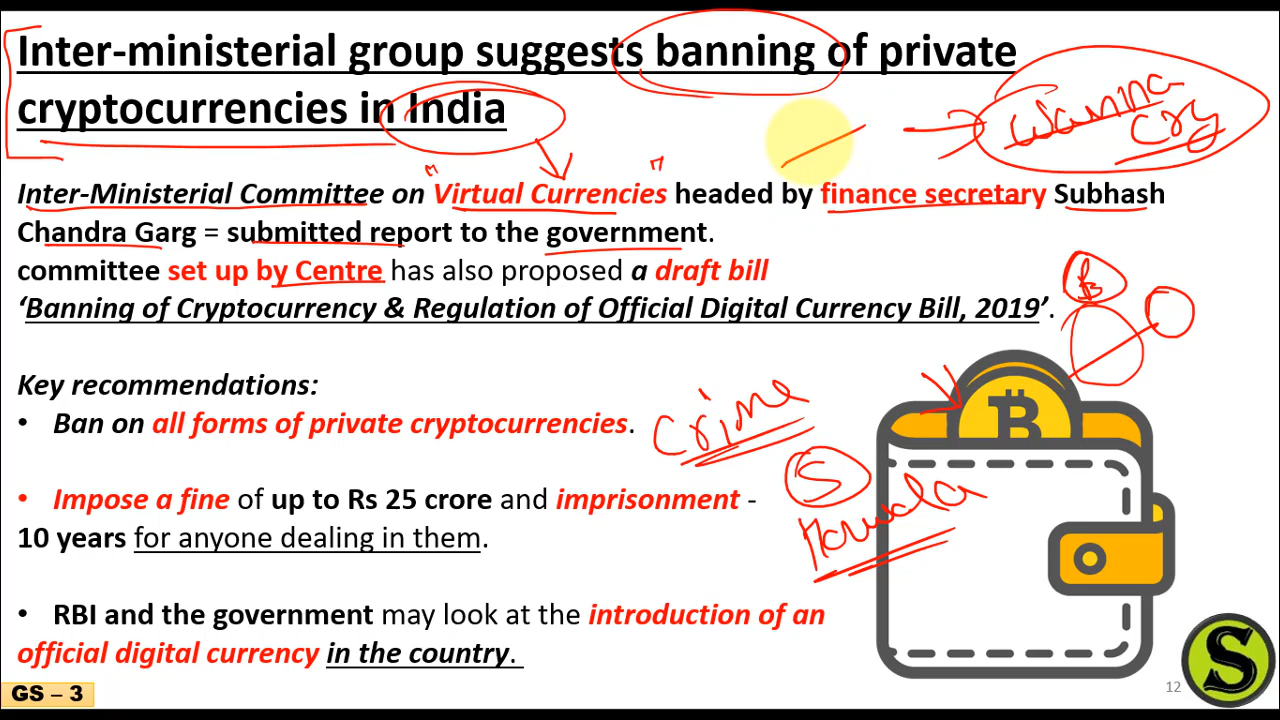 Inter-ministerial group suggests banning of private
cryptocurrencies in India
Wanna
Cry
Inter-Ministerial Committee on "Virtual Currencies" headed by finance secretary Subhash
Chandra Garg = submitted report to the government.
committee set up by Centre has also proposed a draft bill
‘Banning of Cryptocurrency & Regulation of Official Digital Currency Bill, 2019’.
Key recommendations:
• Ban on all forms of private cryptocurrencies.
Crime
S
Hawala
B
• Impose a fine of up to Rs 25 crore and imprisonment -
10 years for anyone dealing in them.
• RBI and the government may look at the introduction of an
official digital currency in the country.
GS – 3
12
S